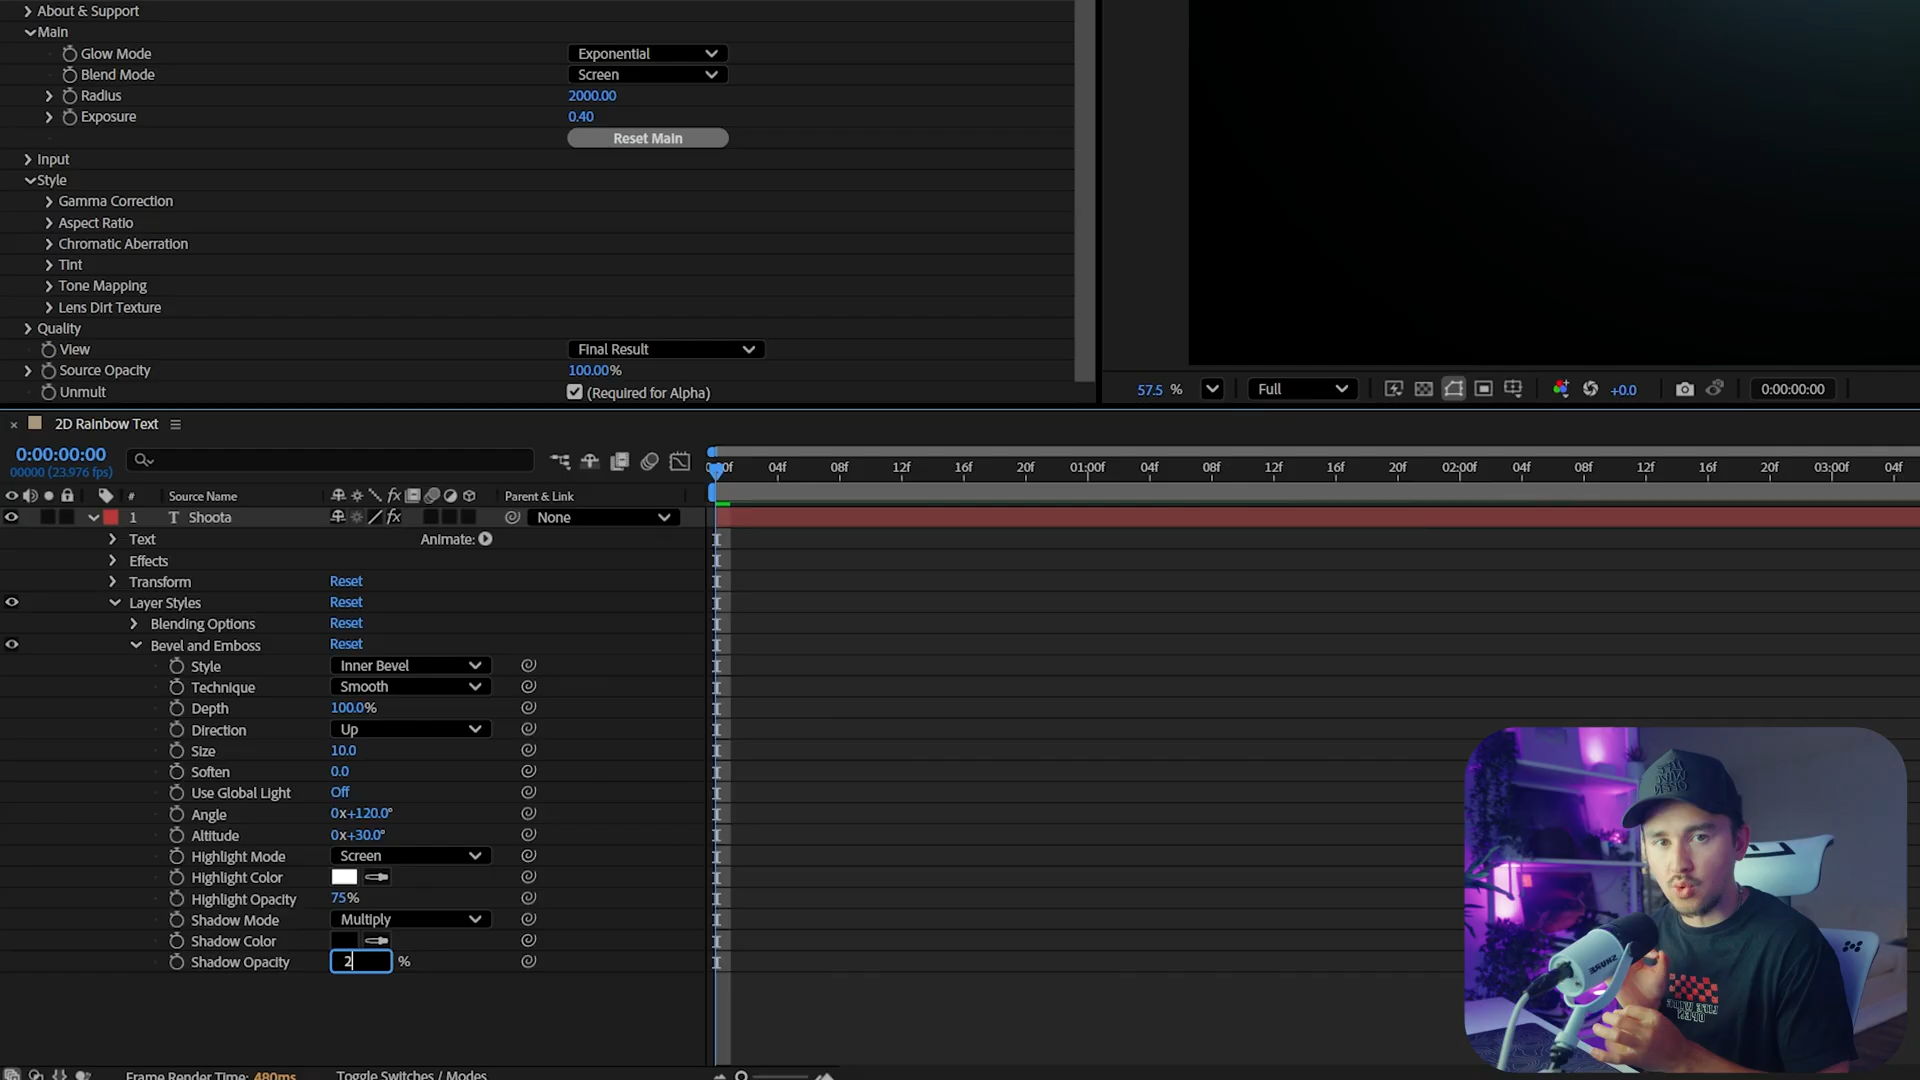 About & Support
Main
Glow Mode Exponential
Blend Mode Screen
Radius 2000.00
Exposure 0.40
Reset Main
Input
Style
Gamma Correction
Aspect Ratio
Chromatic Aberration
Tint
Tone Mapping
Lens Dirt Texture
Quality
View Final Result
Source Opacity 100.00%
Unmult (Required for Alpha)
57.5 % Full +0.0 0:00:00:00
2D Rainbow Text
0:00:00:00
00000 (23.976 fps)
04f 08f 12f 16f 20f 01:00f 04f 08f 12f 16f 20f 02:00f 04f 08f 12f 16f 20f 03:00f 04f
# Source Name fx Parent & Link
1 T Shoota fx None
Text Animate:
Effects
Transform Reset
Layer Styles Reset
Blending Options Reset
Bevel and Emboss Reset
Style Inner Bevel
Technique Smooth
Depth 100.0%
Direction Up
Size 10.0
Soften 0.0
Use Global Light Off
Angle 0x+120.0°
Altitude 0x+30.0°
Highlight Mode Screen
Highlight Color
Highlight Opacity 75%
Shadow Mode Multiply
Shadow Color
Shadow Opacity 2 %
Frame Render Time: 480ms Toggle Switches / Modes
SHURE